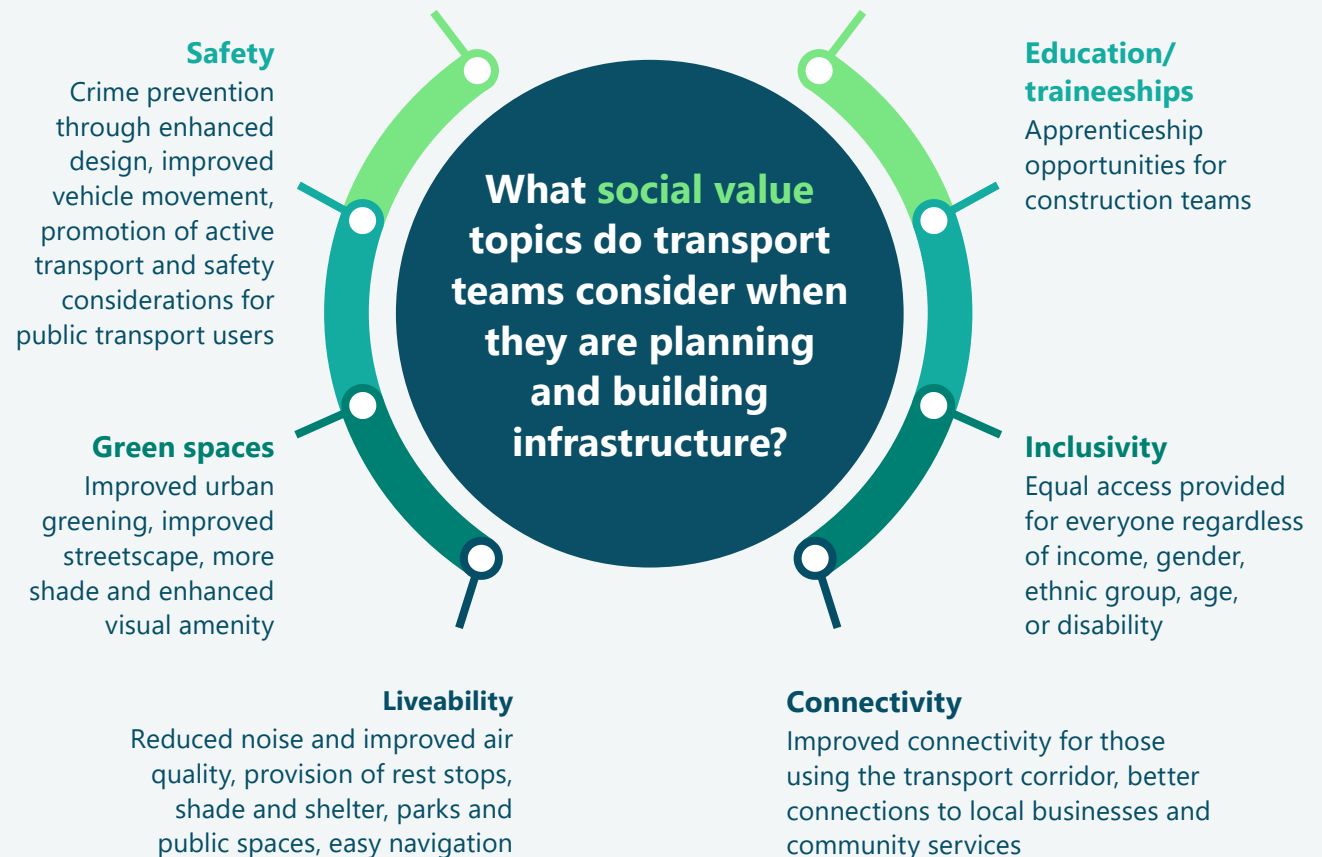 What social value
topics do transport
teams consider when
they are planning
and building
infrastructure?
Safety
Crime prevention
through enhanced
design, improved
vehicle movement,
promotion of active
transport and safety
considerations for
public transport users
Education/
traineeships
Apprenticeship
opportunities for
construction teams
Green spaces
Improved urban
greening, improved
streetscape, more
shade and enhanced
visual amenity
Inclusivity
Equal access provided
for everyone regardless
of income, gender,
ethnic group, age,
or disability
Liveability
Reduced noise and improved air
quality, provision of rest stops,
shade and shelter, parks and
public spaces, easy navigation
Connectivity
Improved connectivity for those
using the transport corridor, better
connections to local businesses and
community services